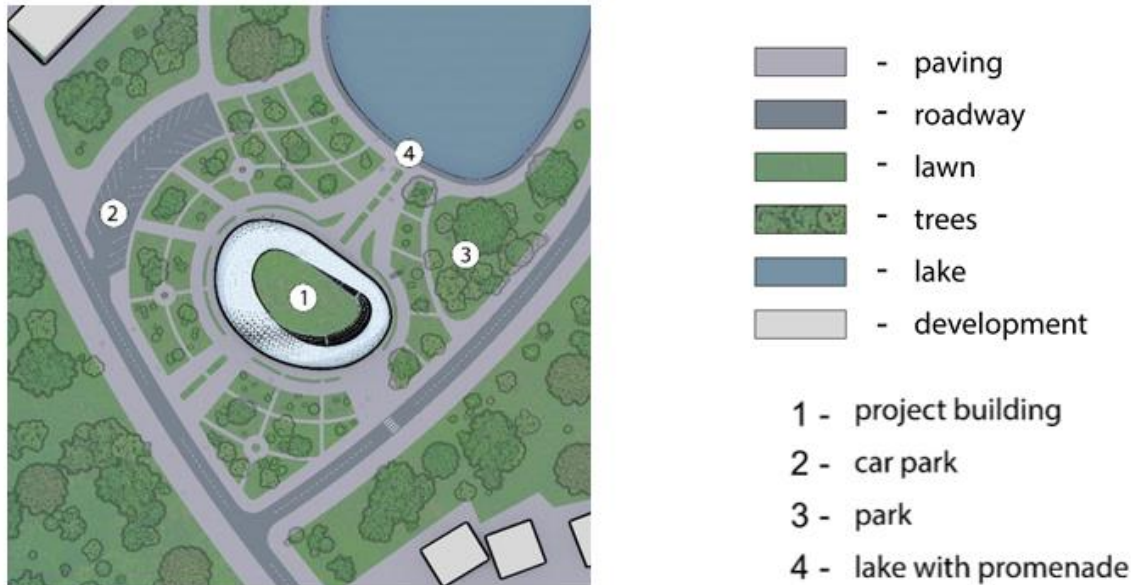 4
2
3
1
- paving
- roadway
- lawn
- trees
- lake
- development
1 - project building
2 - car park
3 - park
4 - lake with promenade